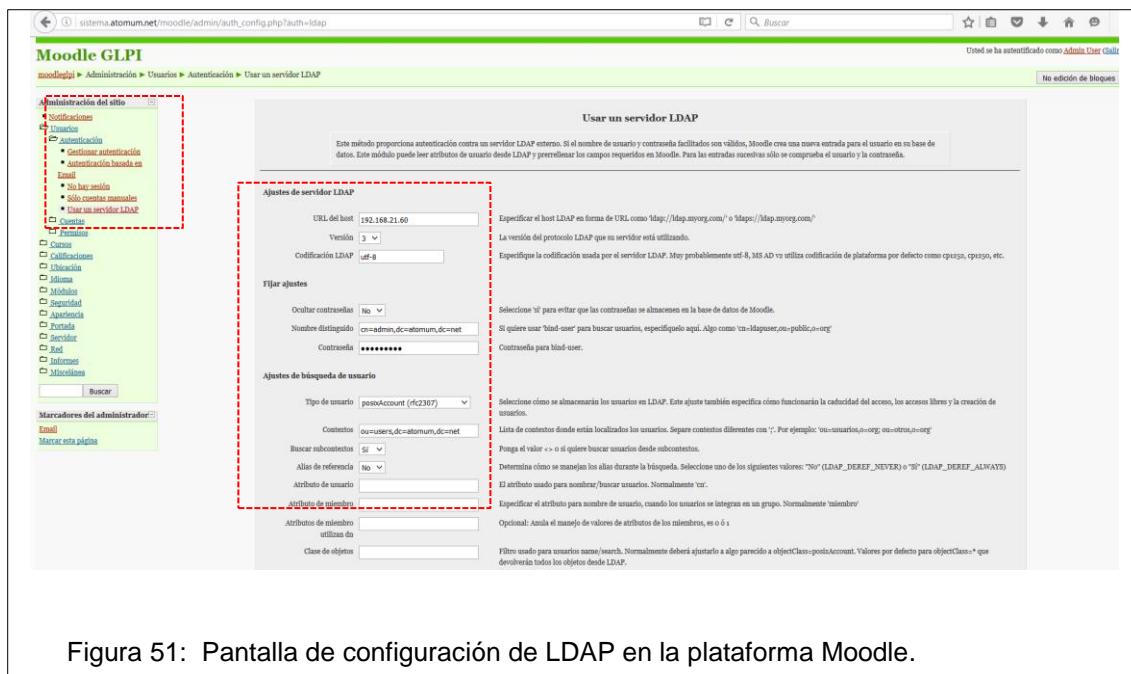 sistema.atomum.net/moodle/admin/auth_config.php?auth=ldap
Buscar
Moodle GLPI
Usted se ha autentificado como Admin User (Salir
moodleglpi ► Administración ► Usuarios ► Autenticación ► Usar un servidor LDAP
No edición de bloques
Administración del sitio
Notificaciones
Usuarios
Autenticación
Gestionar autenticación
Autenticación basada en
Email
No hay sesión
Sólo cuentas manuales
Usar un servidor LDAP
Cuentas
Permisos
Cursos
Calificaciones
Ubicación
Idioma
Módulos
Seguridad
Apariencia
Portada
Servidor
Red
Informes
Miscelánea
Buscar
Marcadores del administrador
Email
Marcar esta página
Usar un servidor LDAP
Este método proporciona autenticación contra un servidor LDAP externo. Si el nombre de usuario y contraseña facilitados son válidos, Moodle crea una nueva entrada para el usuario en su base de
datos. Este módulo puede leer atributos de usuario desde LDAP y prerrellenar los campos requeridos en Moodle. Para las entradas sucesivas sólo se comprueba el usuario y la contraseña.
Ajustes de servidor LDAP
URL del host 192.168.21.60 Especificar el host LDAP en forma de URL como 'ldap://ldap.myorg.com/' o 'ldaps://ldap.myorg.com/'
Versión 3 La versión del protocolo LDAP que su servidor está utilizando.
Codificación LDAP utf-8 Especifique la codificación usada por el servidor LDAP. Muy probablemente utf-8, MS AD v2 utiliza codificación de plataforma por defecto como cp1252, cp1250, etc.
Fijar ajustes
Ocultar contraseñas No Seleccione 'sí' para evitar que las contraseñas se almacenen en la base de datos de Moodle.
Nombre distinguido cn=admin,dc=atomum,dc=net Si quiere usar 'bind-user' para buscar usuarios, especifíquelo aquí. Algo como 'cn=ldapuser,ou=public,o=org'
Contraseña ●●●●●●●●● Contraseña para bind-user.
Ajustes de búsqueda de usuario
Tipo de usuario posixAccount (rfc2307) Seleccione cómo se almacenarán los usuarios en LDAP. Este ajuste también especifica cómo funcionarán la caducidad del acceso, los accesos libres y la creación de
usuarios.
Contextos ou=users,dc=atomum,dc=net Lista de contextos donde están localizados los usuarios. Separe contextos diferentes con ';'. Por ejemplo: 'ou=usuarios,o=org; ou=otros,o=org'
Buscar subcontextos Sí Ponga el valor <> 0 si quiere buscar usuarios desde subcontextos.
Alias de referencia No Determina cómo se manejan los alias durante la búsqueda. Seleccione uno de los siguientes valores: "No" (LDAP_DEREF_NEVER) o "Sí" (LDAP_DEREF_ALWAYS)
Atributo de usuario El atributo usado para nombrar/buscar usuarios. Normalmente 'cn'.
Atributo de miembro Especificar el atributo para nombre de usuario, cuando los usuarios se integran en un grupo. Normalmente 'miembro'
Atributos de miembro Opcional: Anula el manejo de valores de atributos de los miembros, es 0 ó 1
utilizan dn
Clase de objetos Filtro usado para usuarios name/search. Normalmente deberá ajustarlo a algo parecido a objectClass=posixAccount. Valores por defecto para objectClass=* que
devolverán todos los objetos desde LDAP.
Figura 51: Pantalla de configuración de LDAP en la plataforma Moodle.